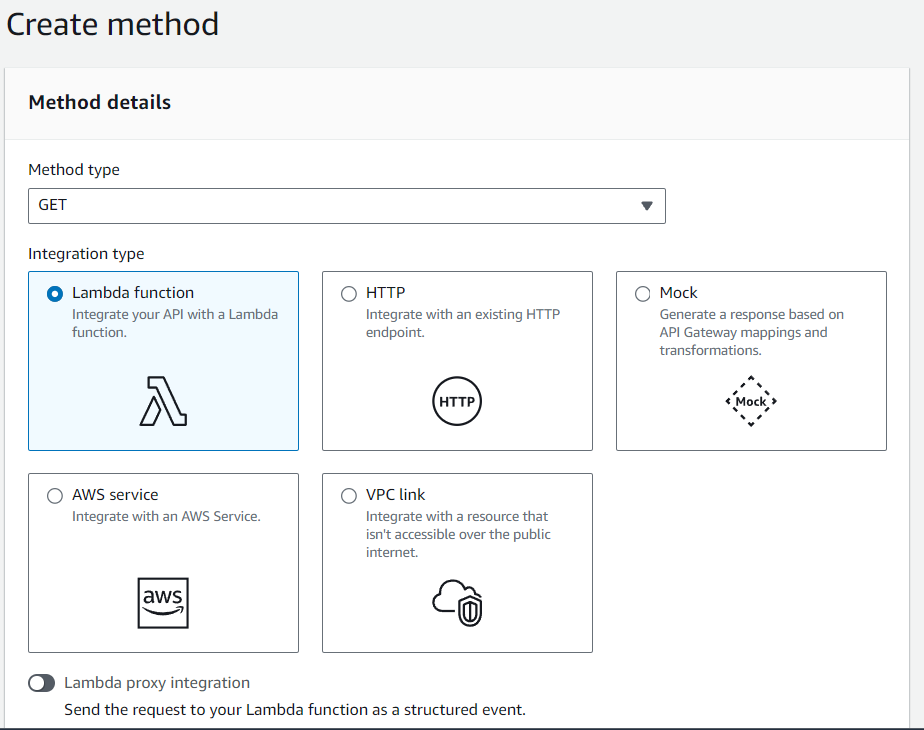 Create method
Method details
Method type
GET
Integration type
Lambda function
Integrate your API with a Lambda
function.
HTTP
Integrate with an existing HTTP
endpoint.
HTTP
Mock
Generate a response based on
API Gateway mappings and
transformations.
Mock
AWS service
Integrate with an AWS Service.
aws
VPC link
Integrate with a resource that
isn't accessible over the public
internet.
Lambda proxy integration
Send the request to your Lambda function as a structured event.